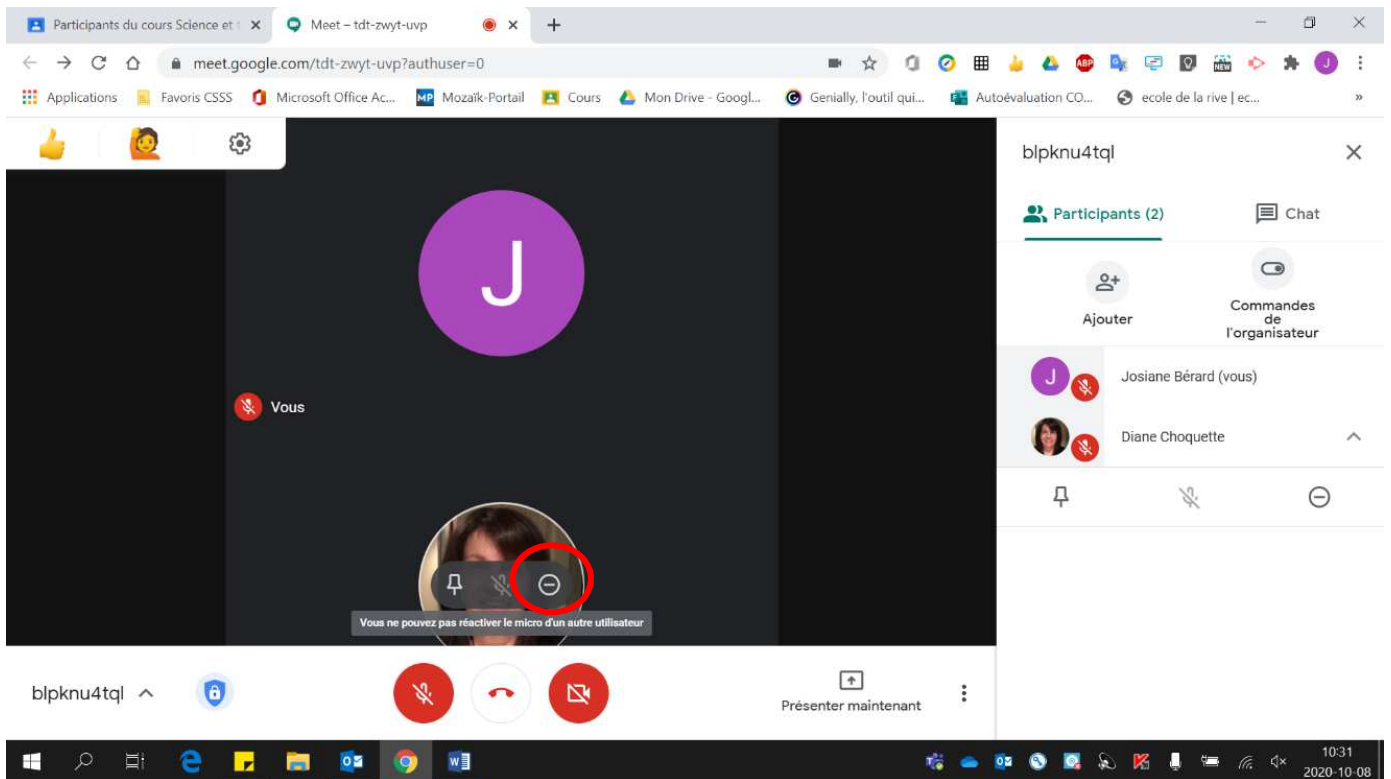 Participants du cours Science et t
Meet – tdt-zwyt-uvp
meet.google.com/tdt-zwyt-uvp?authuser=0
ABP
NEW
J
Applications
Favoris CSSS
Microsoft Office Ac...
MP Mozaïk-Portail
Cours
Mon Drive - Googl...
Genially, l'outil qui...
Autoévaluation CO...
ecole de la rive | ec...
»
blpknu4tql
Participants (2)
Chat
J
Ajouter
Commandes
de
l'organisateur
J
Josiane Bérard (vous)
Vous
Diane Choquette
Vous ne pouvez pas réactiver le micro d'un autre utilisateur
blpknu4tql
Présenter maintenant
10:31
2020-10-08